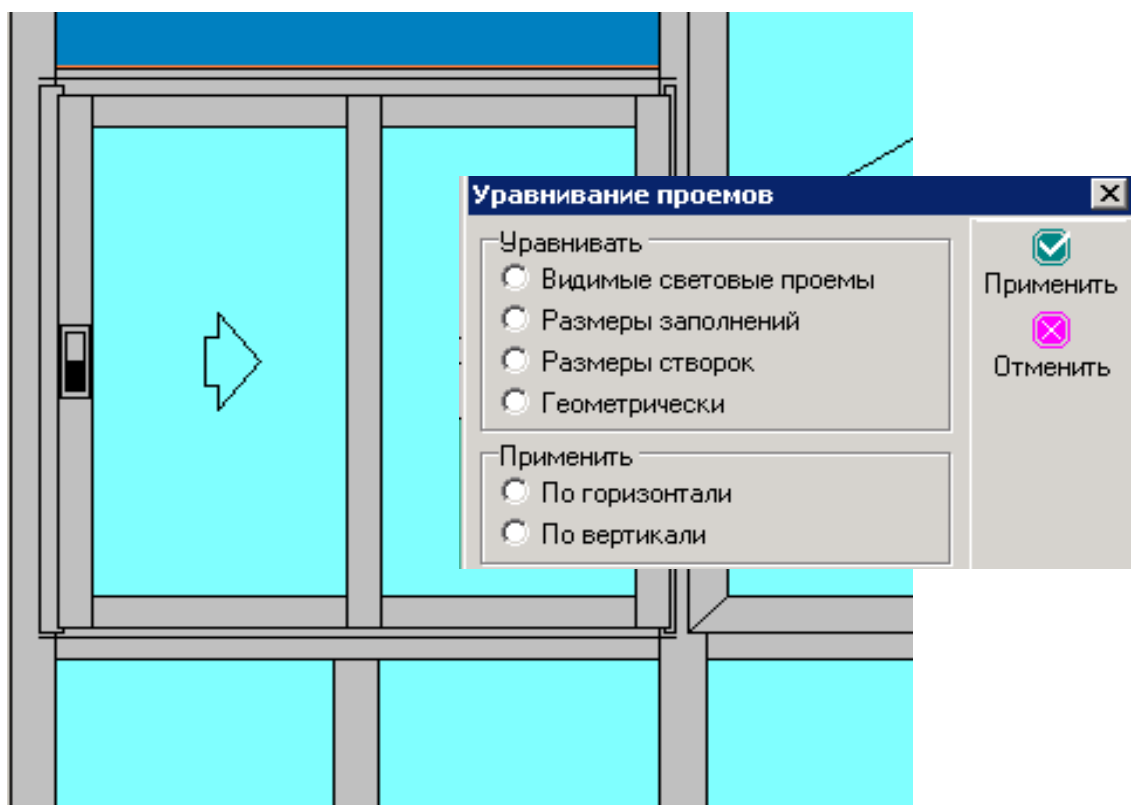 Уравнивание проемов
Уравнивать
Видимые световые проемы
Размеры заполнений
Размеры створок
Геометрически
Применить
По горизонтали
По вертикали
Применить
Отменить